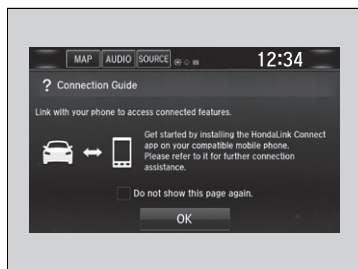 MAP AUDIO SOURCE 12:34
? Connection Guide
Link with your phone to access connected features.
Get started by installing the HondaLink Connect
app on your compatible mobile phone.
Please refer to it for further connection
assistance.
Do not show this page again.
OK